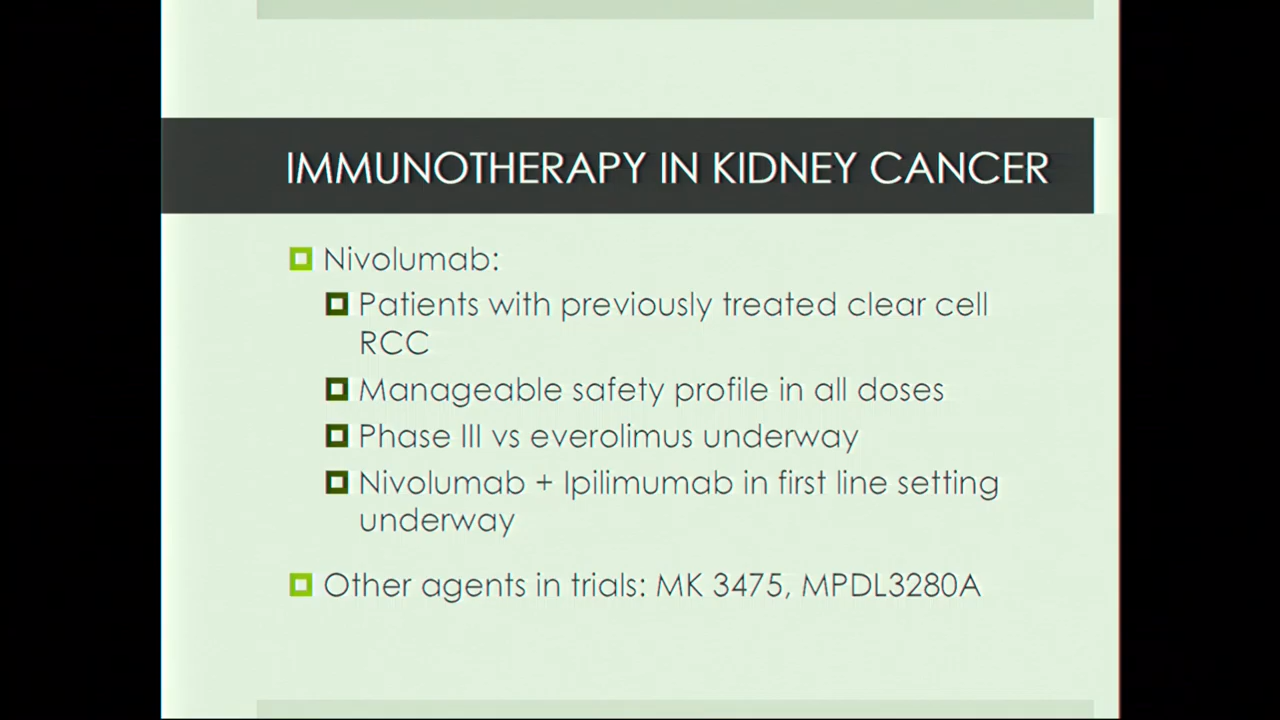 IMMUNOTHERAPY IN KIDNEY CANCER
Nivolumab:
Patients with previously treated clear cell
RCC
Manageable safety profile in all doses
Phase III vs everolimus underway
Nivolumab + Ipilimumab in first line setting
underway
Other agents in trials: MK 3475, MPDL3280A